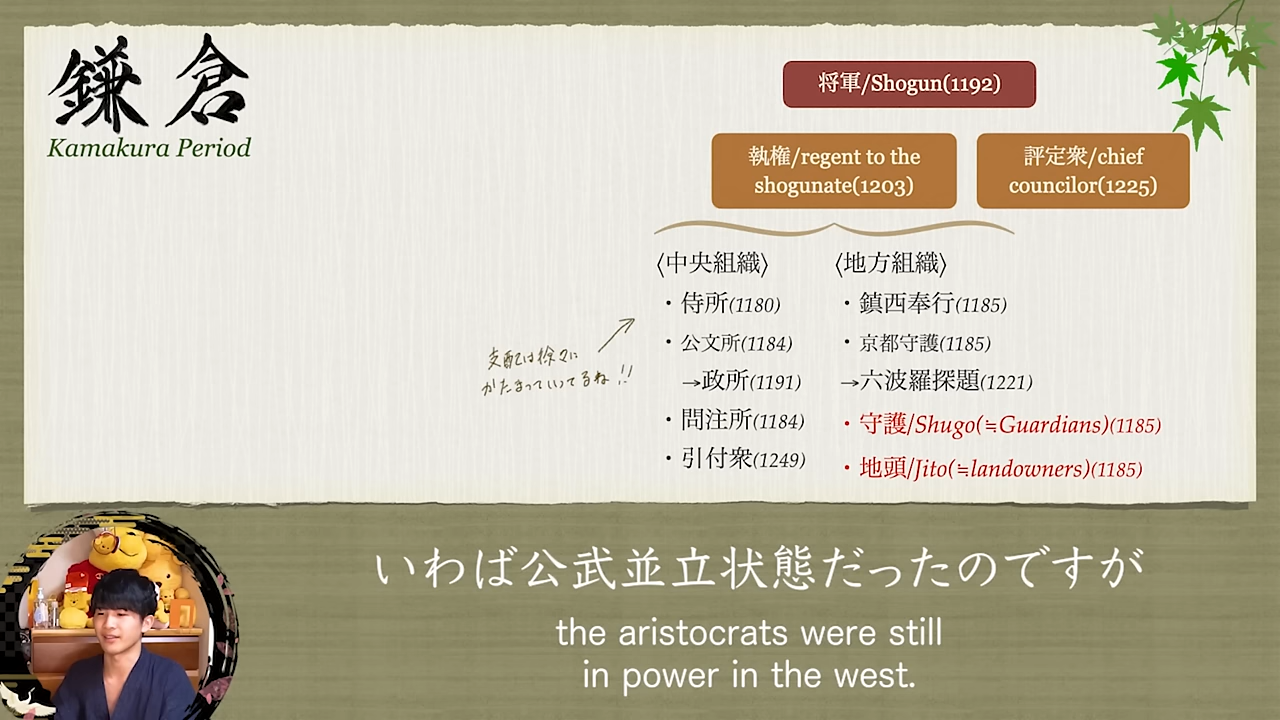 鎌倉
Kamakura Period
将軍/Shogun(1192)
執権/regent to the
shogunate(1203)
評定衆/chief
councilor(1225)
〈中央組織〉
・侍所(1180)
・公文所(1184)
→政所(1191)
・問注所(1184)
・引付衆(1249)
〈地方組織〉
・鎮西奉行(1185)
・京都守護(1185)
→六波羅探題(1221)
・守護/Shugo(≒Guardians)(1185)
・地頭/Jito(≒landowners)(1185)
支配は徐々に
かたまっていってるね!!
いわば公武並立状態だったのですが
the aristocrats were still
in power in the west.